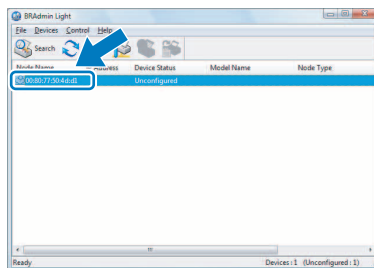 BRAdmin Light
File Devices Control Help
Search
Node Name Address Device Status Model Name Node Type
00:80:77:50:4d:d1 Unconfigured
Ready Devices : 1 (Unconfigured : 1)